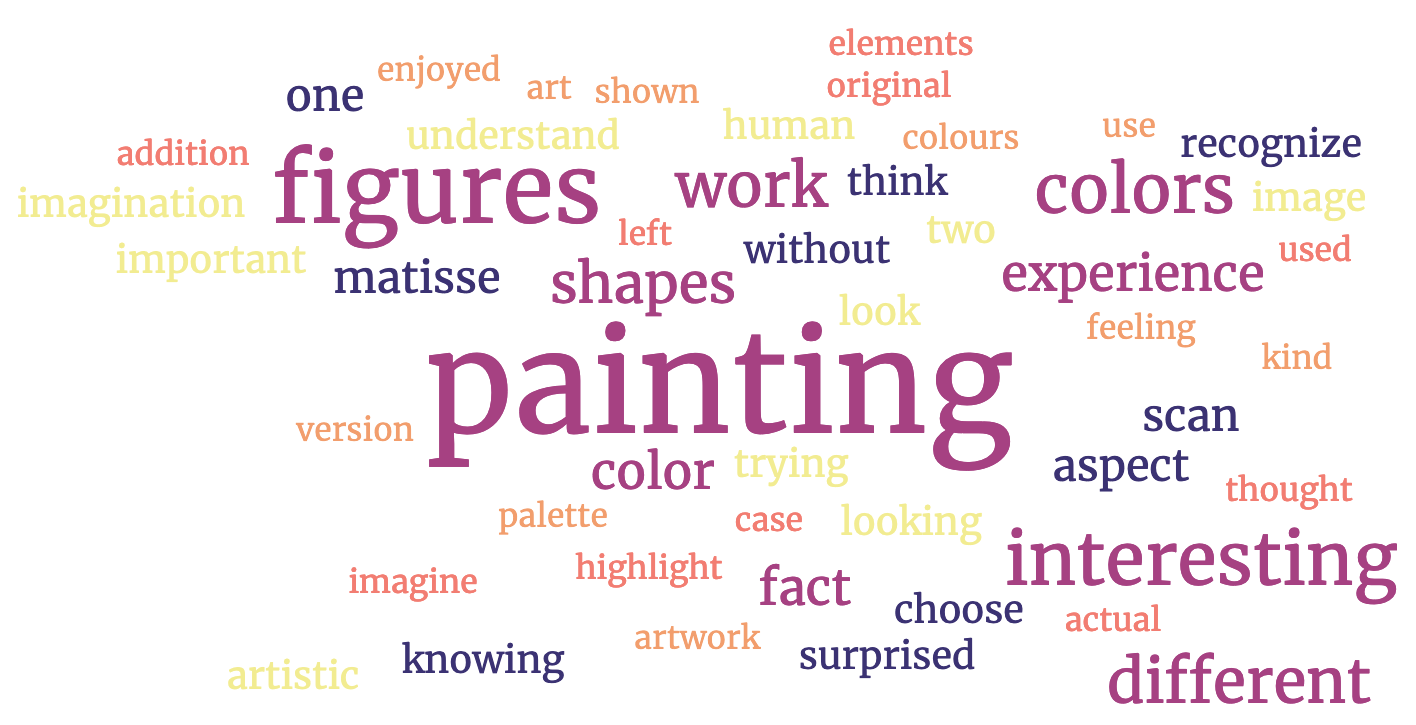 elements
enjoyed
art
shown
original
one
understand
human
colours
use
recognize
addition
figures
work
think
colors
image
imagination
left
two
important
matisse
shapes
without
experience
used
look
feeling
kind
painting
version
scan
color
trying
aspect
thought
palette
case
looking
interesting
imagine
highlight
fact
choose
actual
artistic
knowing
artwork
surprised
different